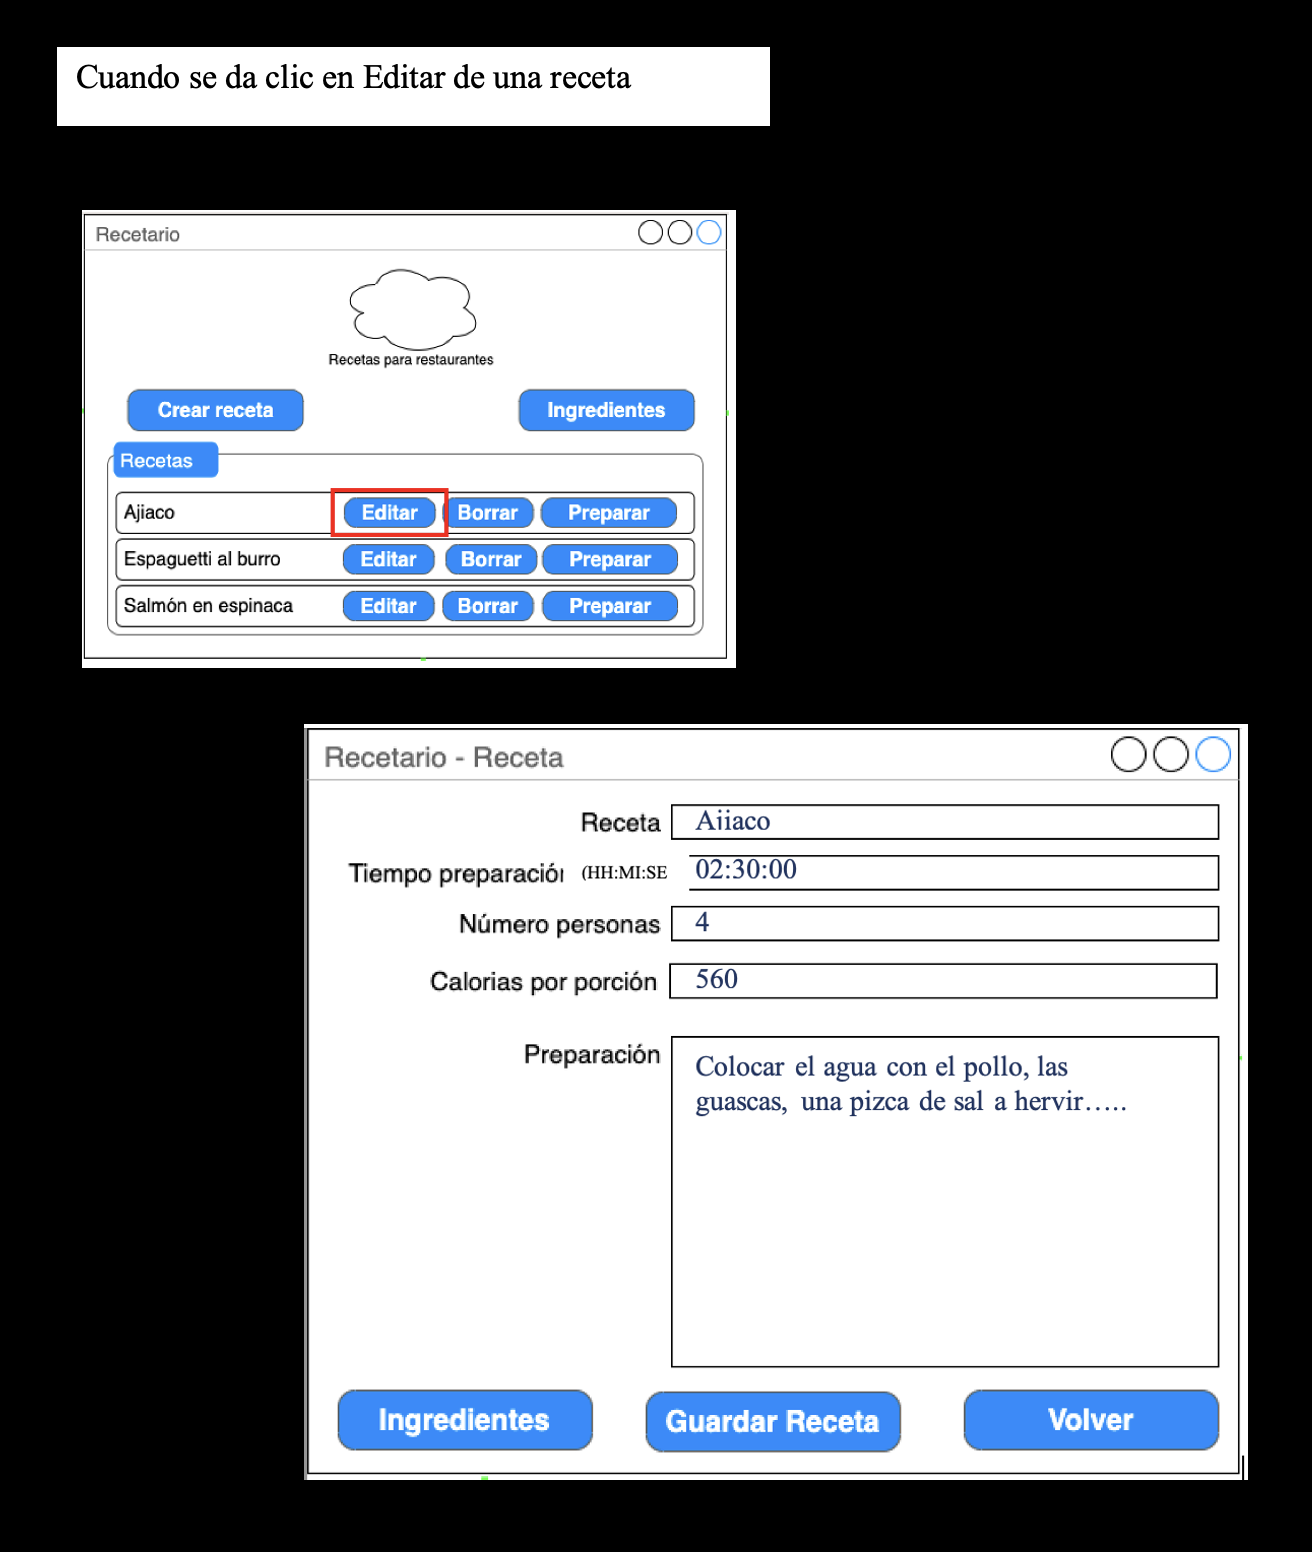 Cuando se da clic en Editar de una receta
Recetario
Recetas para restaurantes
Crear receta
Ingredientes
Recetas
Ajiaco Editar Borrar Preparar
Espaguetti al burro Editar Borrar Preparar
Salmón en espinaca Editar Borrar Preparar
Recetario - Receta
Receta Aiiaco
Tiempo preparación (HH:MI:SE 02:30:00
Número personas 4
Calorias por porción 560
Preparación
Colocar el agua con el pollo, las
guascas, una pizca de sal a hervir.....
Ingredientes
Guardar Receta
Volver